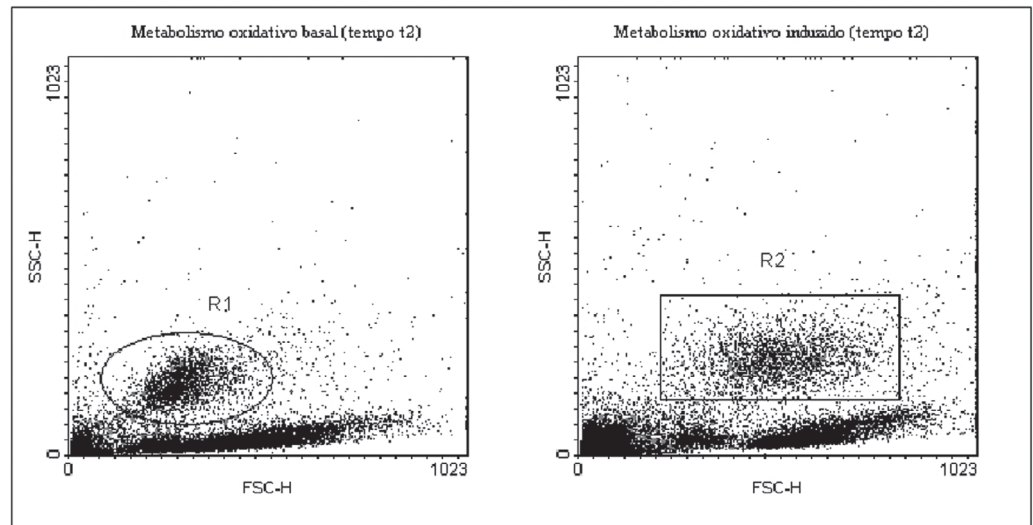 Metabolismo oxidativo basal (tempo t2)
1023
SSC-H
R1
0
0
1023
FSC-H
Metabolismo oxidativo induzido (tempo t2)
1023
SSC-H
R2
0
0
1023
FSC-H